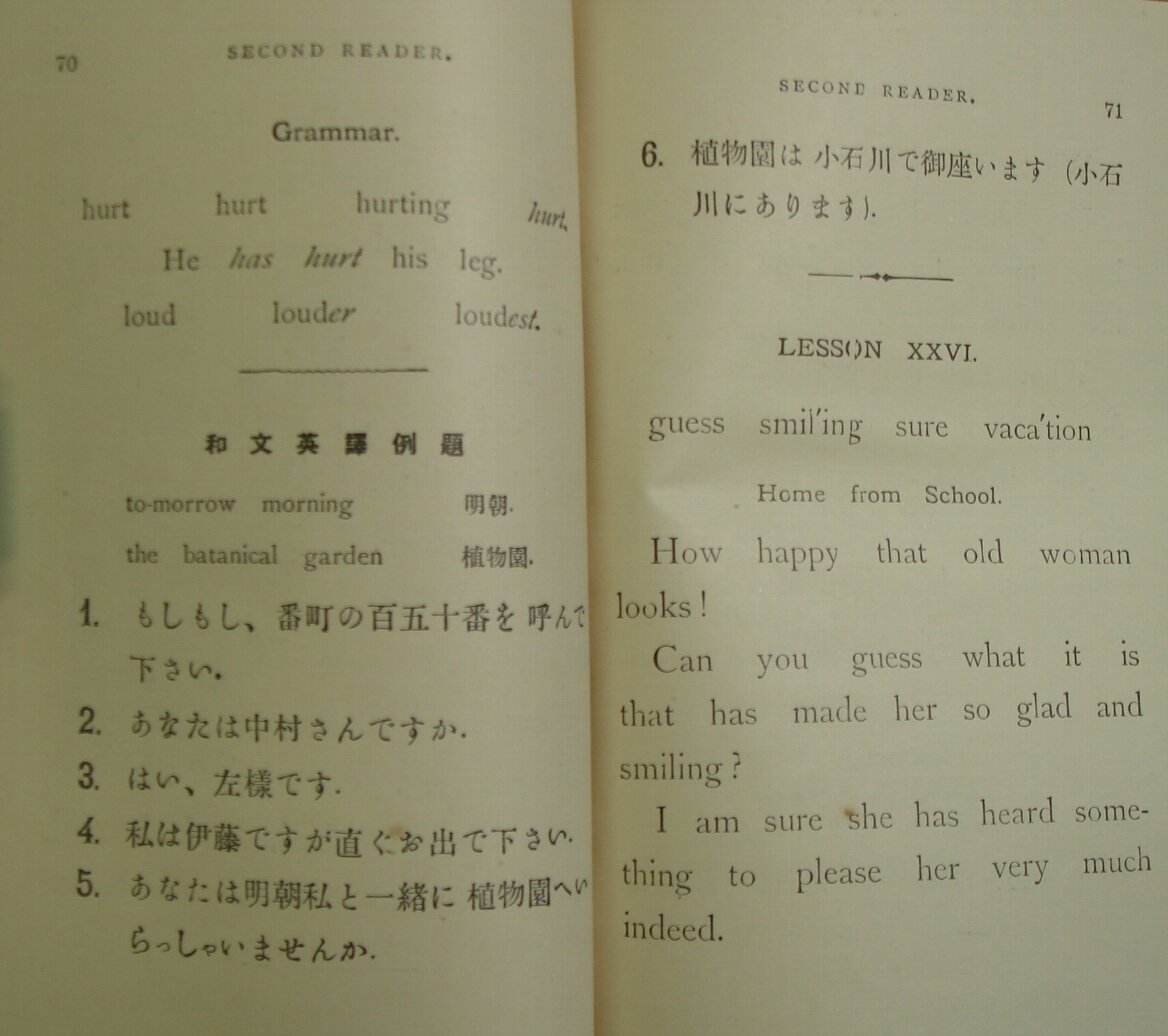 70 SECOND READER.
Grammar.
hurt hurt hurting hurt.
He has hurt his leg.
loud louder loudest.
和文英譯例題
to-morrow morning 明朝.
the batanical garden 植物園.
1. もしもし、番町の百五十番を呼んで
下さい.
2. あなたは中村さんですか.
3. はい、左樣です.
4. 私は伊藤ですが直ぐお出で下さい.
5. あなたは明朝私と一緖に植物園へい
らっしゃいませんか.
SECOND READER. 71
6. 植物園は小石川で御座います (小石
川にあります).
LESSON XXVI.
guess smil'ing sure vaca'tion
Home from School.
How happy that old woman
looks!
Can you guess what it is
that has made her so glad and
smiling?
I am sure she has heard some-
thing to please her very much
indeed.